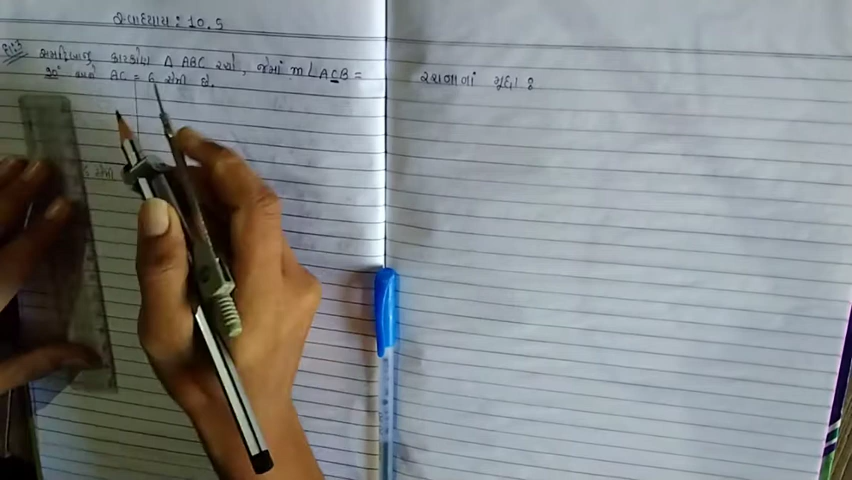 સ્વાધ્યાય : 10.5
દા:3 સમદ્વિબાજુ કાટકોણ Δ ABC રચો, જેમાં m∠ACB =
90° અને AC = 6 સેમી છે.
રચનાનાં મુદ્દા :
સેમી